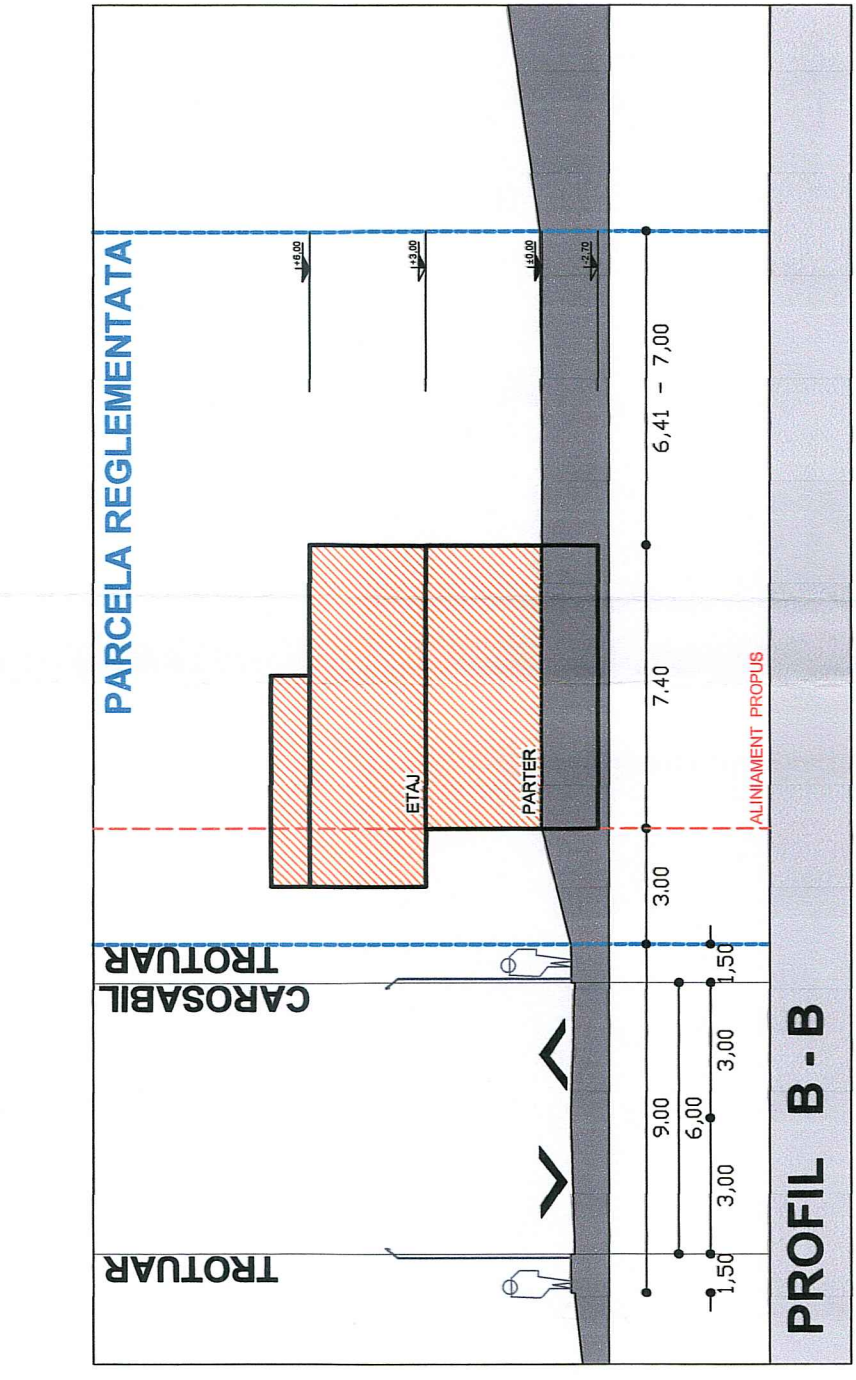 PARCELA REGLEMENTATA
TROTUAR
CAROSABIL
TROTUAR
+6,00
+3,00
±0,00
-2,70
ETAJ
PARTER
1,50
3,00
3,00
1,50
6,00
9.00
3.00
7.40
6,41 - 7,00
ALINIAMENT PROPUS
PROFIL B - B